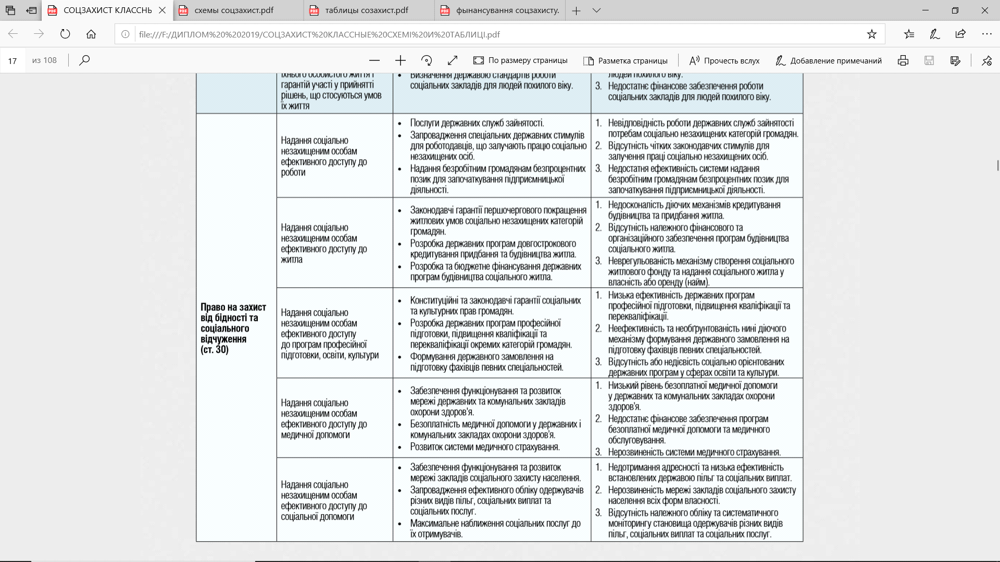 СОЦЗАХИСТ КЛАССНЬ
схемы соцзахист.pdf
таблицы созахист.pdf
фынансування соцзахисту.
file:///F:/ДИПЛОМ%20%202019/СОЦЗАХИСТ%20КЛАССНЫЕ%20СХЕМІ%20И%20ТАБЛИЦІ.pdf
17 из 108
По размеру страницы
Разметка страницы
Прочесть вслух
Добавление примечаний
їхнього особистого життя і
гарантій участі у прийнятті
рішень, що стосуються умов
їх життя
• Визначення державою стандартів роботи
соціальних закладів для людей похилого віку.
людей похилого віку.
3. Недостатнє фінансове забезпечення роботи
соціальних закладів для людей похилого віку.
Право на захист
від бідності та
соціального
відчуження
(ст. 30)
Надання соціально
незахищеним особам
ефективного доступу до
роботи
• Послуги державних служб зайнятості.
• Запровадження спеціальних державних стимулів
для роботодавців, що залучають працю соціально
незахищених осіб.
• Надання безробітним громадянам безпроцентних
позик для започаткування підприємницької
діяльності.
1. Невідповідність роботи державних служб зайнятості
потребам соціально незахищених категорій громадян.
2. Відсутність чітких законодавчих стимулів для
залучення праці соціально незахищених осіб.
3. Недостатня ефективність системи надання
безробітним громадянам безпроцентних позик для
започаткування підприємницької діяльності.
Надання соціально
незахищеним особам
ефективного доступу до
житла
• Законодавчі гарантії першочергового покращення
житлових умов соціально незахищених категорій
громадян.
• Розробка державних програм довгострокового
кредитування придбання та будівництва житла.
• Розробка та бюджетне фінансування державних
програм будівництва соціального житла.
1. Недосконалість діючих механізмів кредитування
будівництва та придбання житла.
2. Відсутність належного фінансового та
організаційного забезпечення програм будівництва
соціального житла.
3. Неврегульованість механізму створення соціального
житлового фонду та надання соціального житла у
власність або оренду (найм).
Надання соціально
незахищеним особам
ефективного доступу
до програм професійної
підготовки, освіти, культури
• Конституційні та законодавчі гарантії соціальних
та культурних прав громадян.
• Розробка державних програм професійної
підготовки, підвищення кваліфікації та
перекваліфікації окремих категорій громадян.
• Формування державного замовлення на
підготовку фахівців певних спеціальностей.
1. Низька ефективність державних програм
професійної підготовки, підвищення кваліфікації та
перекваліфікації.
2. Неефективність та необґрунтованість нині діючого
механізму формування державного замовлення на
підготовку фахівців певних спеціальностей.
3. Відсутність або недієвість соціально орієнтованих
державних програм у сферах освіти та культури.
Надання соціально
незахищеним особам
ефективного доступу до
медичної допомоги
• Забезпечення функціонування та розвиток
мережі державних та комунальних закладів
охорони здоров'я.
• Безоплатність медичної допомоги у державних і
комунальних закладах охорони здоров'я.
• Розвиток системи медичного страхування.
1. Низький рівень безоплатної медичної допомоги
у державних та комунальних закладах охорони
здоров'я.
2. Недостатнє фінансове забезпечення програм
безоплатної медичної допомоги та медичного
обслуговування.
3. Нерозвиненість системи медичного страхування.
Надання соціально
незахищеним особам
ефективного доступу до
соціальної допомоги
• Забезпечення функціонування та розвиток
мережі закладів соціального захисту населення.
• Запровадження ефективного обліку одержувачів
різних видів пільг, соціальних виплат та
соціальних послуг.
• Максимальне наближення соціальних послуг до
їх отримувачів.
1. Недотримання адресності та низька ефективність
встановлених державою пільг та соціальних виплат.
2. Нерозвиненість мережі закладів соціального захисту
населення всіх форм власності.
3. Відсутність належного обліку та систематичного
моніторингу становища одержувачів різних видів
пільг, соціальних виплат та соціальних послуг.